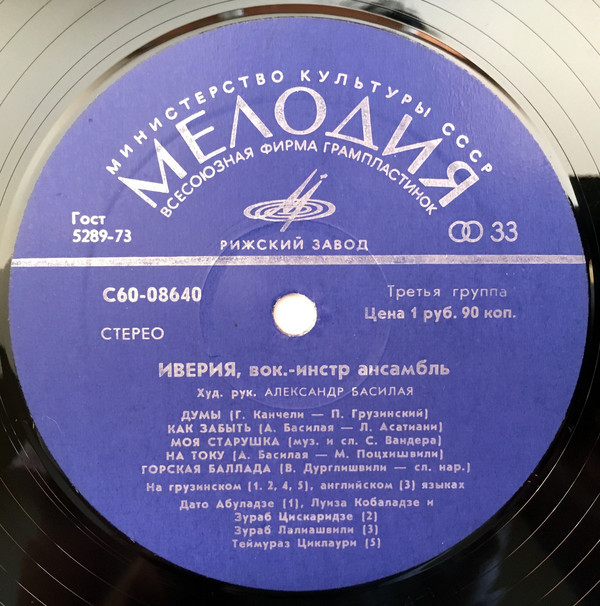 МИНИСТЕРСТВО КУЛЬТУРЫ СССР
МЕЛОДИЯ
ВСЕСОЮЗНАЯ ФИРМА ГРАМПЛАСТИНОК
Гост
5289-73
33
РИЖСКИЙ ЗАВОД
С60-08640
Третья группа
Цена 1 руб. 90 коп.
СТЕРЕО
ИВЕРИЯ, вок.-инстр ансамбль
Худ. рук. АЛЕКСАНДР БАСИЛАЯ
ДУМЫ (Г. Канчели — П. Грузинский)
КАК ЗАБЫТЬ (А. Басилая — Л. Асатиани)
МОЯ СТАРУШКА (муз. и сл. С. Вандера)
НА ТОКУ (А. Басилая — М. Поцхишвили)
ГОРСКАЯ БАЛЛАДА (В. Дурглишвили — сл. нар.)
На грузинском (1. 2, 4, 5), английском (3) языках
Дато Абуладзе (1), Луиза Кобаладзе и
Зураб Цискаридзе (2)
Зураб Лалиашвили (3)
Теймураз Циклаури (5)